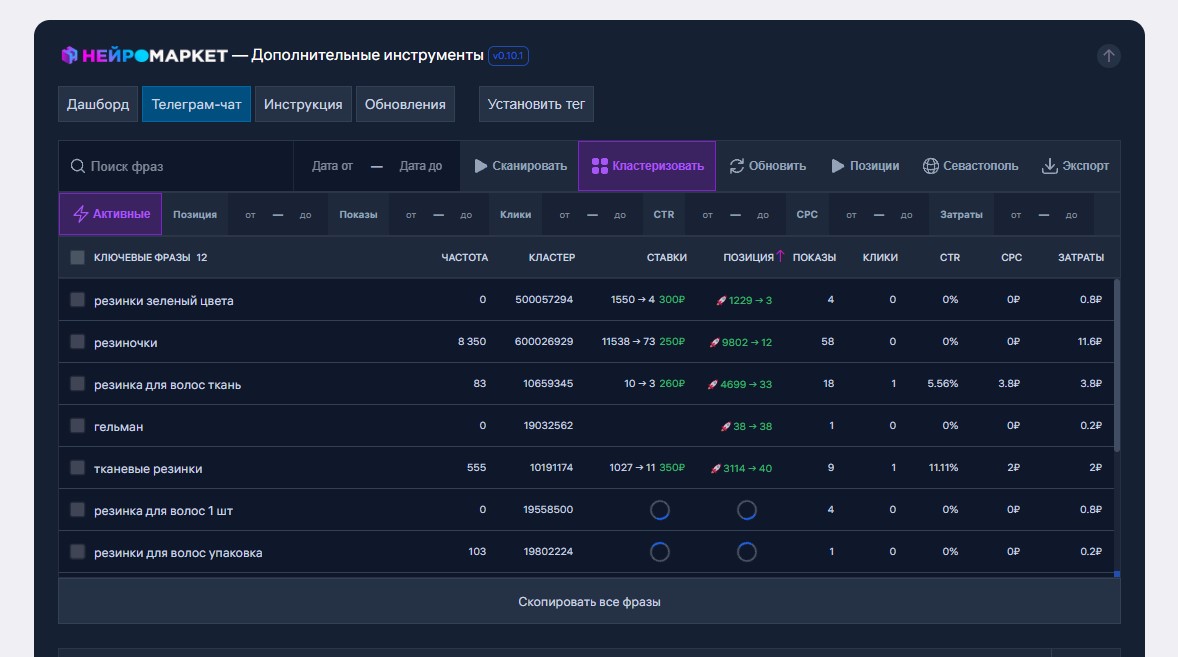 НЕЙРОМАРКЕТ — Дополнительные инструменты v0.10.1
Дашборд Телеграм-чат Инструкция Обновления Установить тег
Поиск фраз Дата от — Дата до Сканировать Кластеризовать Обновить Позиции Севастополь Экспорт
Активные Позиция от — до Показы от — до Клики от — до CTR от — до CPC от — до Затраты от — до
КЛЮЧЕВЫЕ ФРАЗЫ 12 ЧАСТОТА КЛАСТЕР СТАВКИ ПОЗИЦИЯ↑ ПОКАЗЫ КЛИКИ CTR CPC ЗАТРАТЫ
резинки зеленый цвета 0 500057294 1550 → 4 300₽ 🚀 1229 → 3 4 0 0% 0₽ 0.8₽
резиночки 8 350 600026929 11538 → 73 250₽ 🚀 9802 → 12 58 0 0% 0₽ 11.6₽
резинка для волос ткань 83 10659345 10 → 3 260₽ 🚀 4699 → 33 18 1 5.56% 3.8₽ 3.8₽
гельман 0 19032562 🚀 38 → 38 1 0 0% 0₽ 0.2₽
тканевые резинки 555 10191174 1027 → 11 350₽ 🚀 3114 → 40 9 1 11.11% 2₽ 2₽
резинка для волос 1 шт 0 19558500 4 0 0% 0₽ 0.8₽
резинки для волос упаковка 103 19802224 1 0 0% 0₽ 0.2₽
Скопировать все фразы